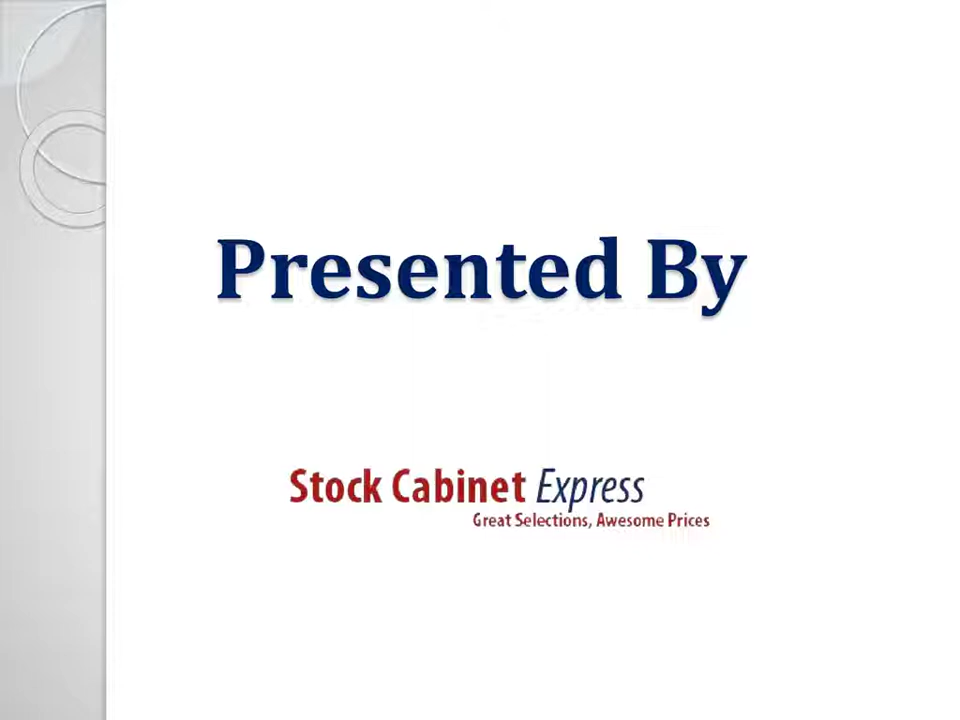 Presented By
Stock Cabinet Express
Great Selections, Awesome Prices